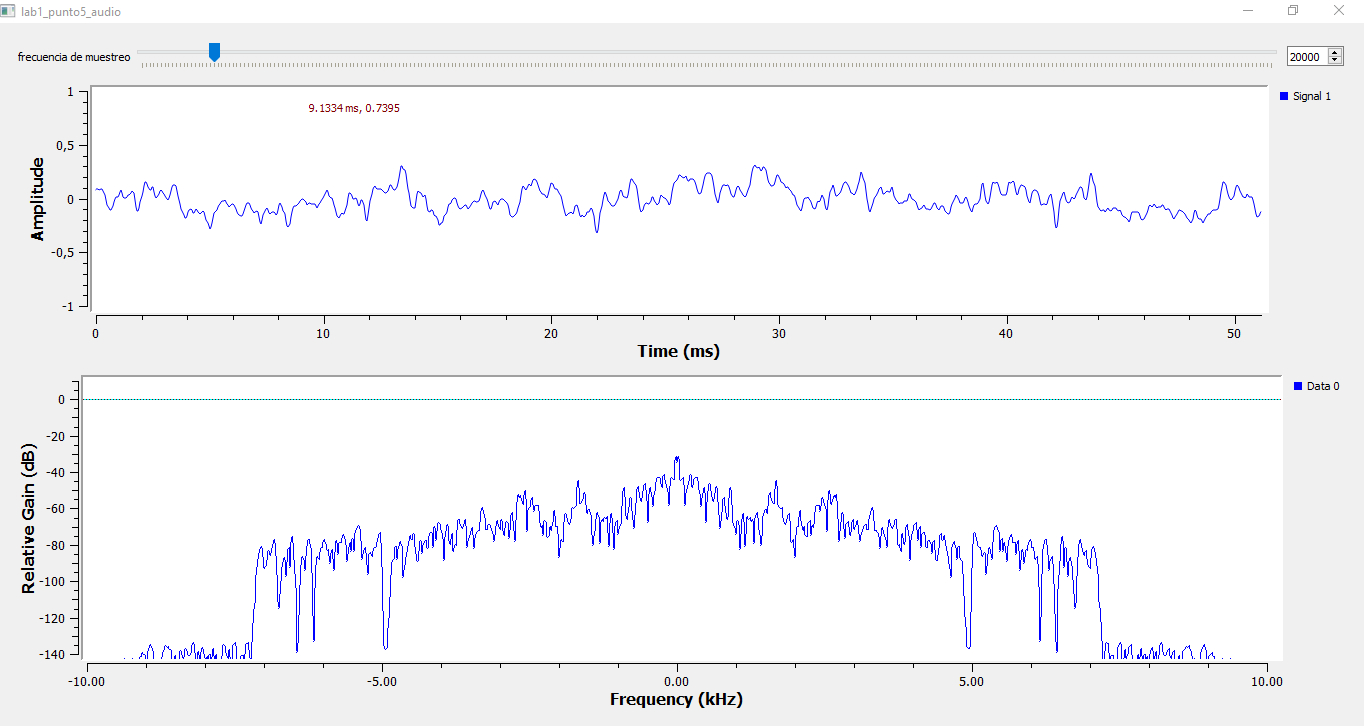 lab1_punto5_audio
frecuencia de muestreo
20000
1
0,5
0
-0,5
-1
Amplitude
9.1334 ms, 0.7395
Signal 1
0 10 20 30 40 50
Time (ms)
0
-20
-40
-60
-80
-100
-120
-140
Relative Gain (dB)
Data 0
-10.00 -5.00 0.00 5.00 10.00
Frequency (kHz)